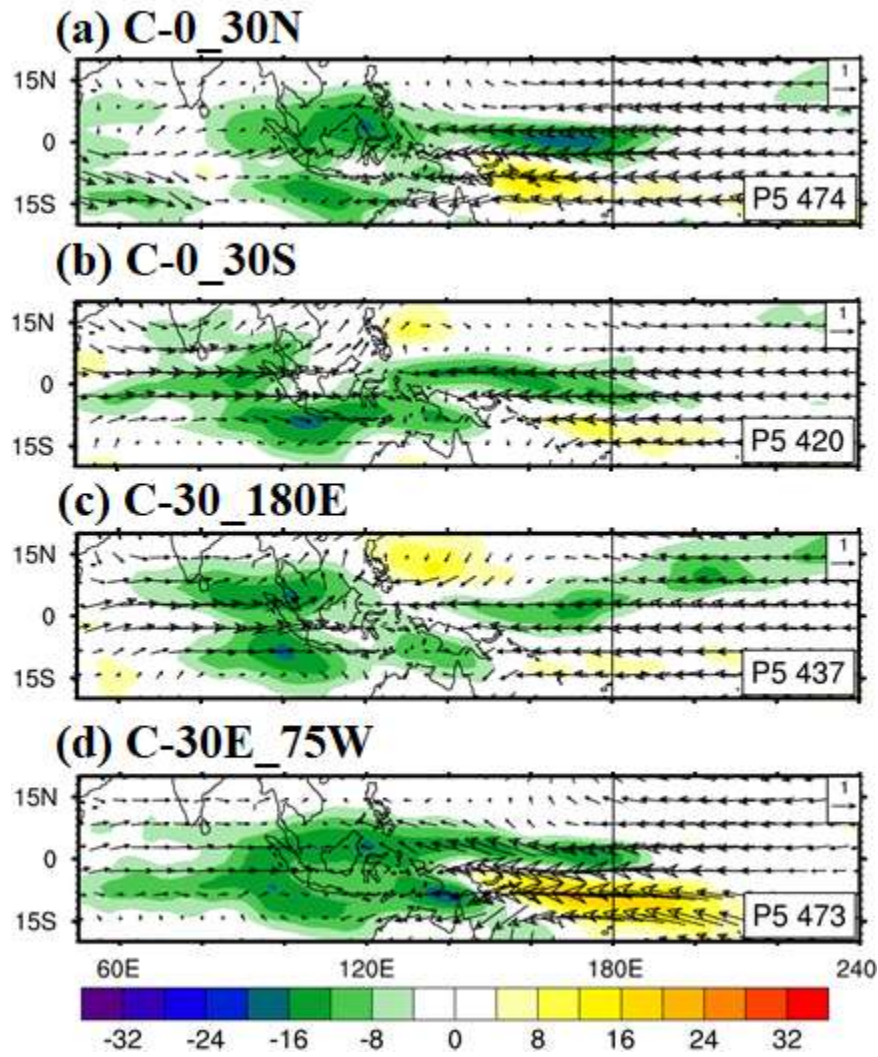 (a) C-0_30N
15N
0
15S
1
P5 474
(b) C-0_30S
15N
0
15S
1
P5 420
(c) C-30_180E
15N
0
15S
1
P5 437
(d) C-30E_75W
15N
0
15S
1
P5 473
60E 120E 180E 240
-32 -24 -16 -8 0 8 16 24 32